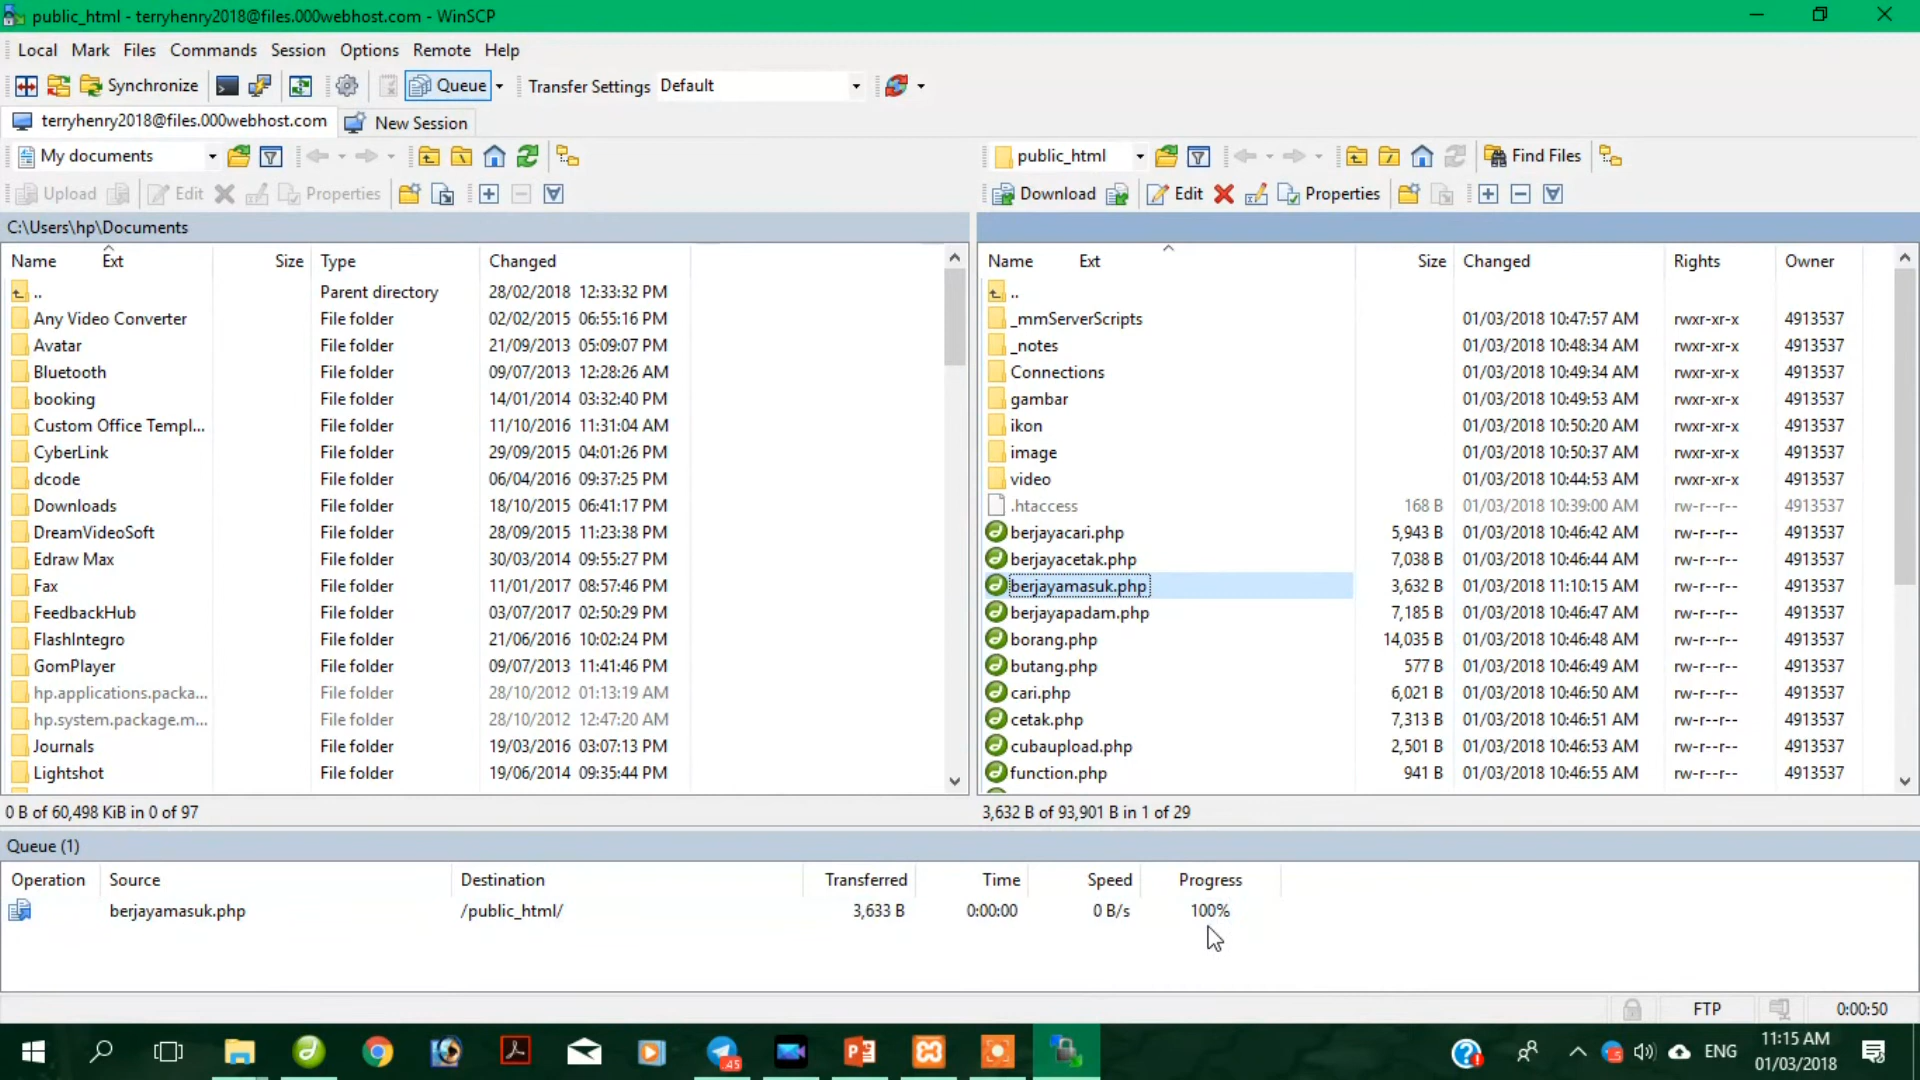 public_html - terryhenry2018@files.000webhost.com - WinSCP
Local Mark Files Commands Session Options Remote Help
Synchronize Queue Transfer Settings Default
terryhenry2018@files.000webhost.com New Session
My documents public_html Find Files
Upload Edit Properties Download Edit Properties
C:\Users\hp\Documents
Name Ext Size Type Changed
.. Parent directory 28/02/2018 12:33:32 PM
Any Video Converter File folder 02/02/2015 06:55:16 PM
Avatar File folder 21/09/2013 05:09:07 PM
Bluetooth File folder 09/07/2013 12:28:26 AM
booking File folder 14/01/2014 03:32:40 PM
Custom Office Templ... File folder 11/10/2016 11:31:04 AM
CyberLink File folder 29/09/2015 04:01:26 PM
dcode File folder 06/04/2016 09:37:25 PM
Downloads File folder 18/10/2015 06:41:17 PM
DreamVideoSoft File folder 28/09/2015 11:23:38 PM
Edraw Max File folder 30/03/2014 09:55:27 PM
Fax File folder 11/01/2017 08:57:46 PM
FeedbackHub File folder 03/07/2017 02:50:29 PM
FlashIntegro File folder 21/06/2016 10:02:24 PM
GomPlayer File folder 09/07/2013 11:41:46 PM
hp.applications.packa... File folder 28/10/2012 01:13:19 AM
hp.system.package.m... File folder 28/10/2012 12:47:20 AM
Journals File folder 19/03/2016 03:07:13 PM
Lightshot File folder 19/06/2014 09:35:44 PM
0 B of 60,498 KiB in 0 of 97
Name Ext Size Changed Rights Owner
..
_mmServerScripts 01/03/2018 10:47:57 AM rwxr-xr-x 4913537
_notes 01/03/2018 10:48:34 AM rwxr-xr-x 4913537
Connections 01/03/2018 10:49:34 AM rwxr-xr-x 4913537
gambar 01/03/2018 10:49:53 AM rwxr-xr-x 4913537
ikon 01/03/2018 10:50:20 AM rwxr-xr-x 4913537
image 01/03/2018 10:50:37 AM rwxr-xr-x 4913537
video 01/03/2018 10:44:53 AM rwxr-xr-x 4913537
.htaccess 168 B 01/03/2018 10:39:00 AM rw-r--r-- 4913537
berjayacari.php 5,943 B 01/03/2018 10:46:42 AM rw-r--r-- 4913537
berjayacetak.php 7,038 B 01/03/2018 10:46:44 AM rw-r--r-- 4913537
berjayamasuk.php 3,632 B 01/03/2018 11:10:15 AM rw-r--r-- 4913537
berjayapadam.php 7,185 B 01/03/2018 10:46:47 AM rw-r--r-- 4913537
borang.php 14,035 B 01/03/2018 10:46:48 AM rw-r--r-- 4913537
butang.php 577 B 01/03/2018 10:46:49 AM rw-r--r-- 4913537
cari.php 6,021 B 01/03/2018 10:46:50 AM rw-r--r-- 4913537
cetak.php 7,313 B 01/03/2018 10:46:51 AM rw-r--r-- 4913537
cubaupload.php 2,501 B 01/03/2018 10:46:53 AM rw-r--r-- 4913537
function.php 941 B 01/03/2018 10:46:55 AM rw-r--r-- 4913537
3,632 B of 93,901 B in 1 of 29
Queue (1)
Operation Source Destination Transferred Time Speed Progress
berjayamasuk.php /public_html/ 3,633 B 0:00:00 0 B/s 100%
FTP 0:00:50
45 ENG 11:15 AM
01/03/2018